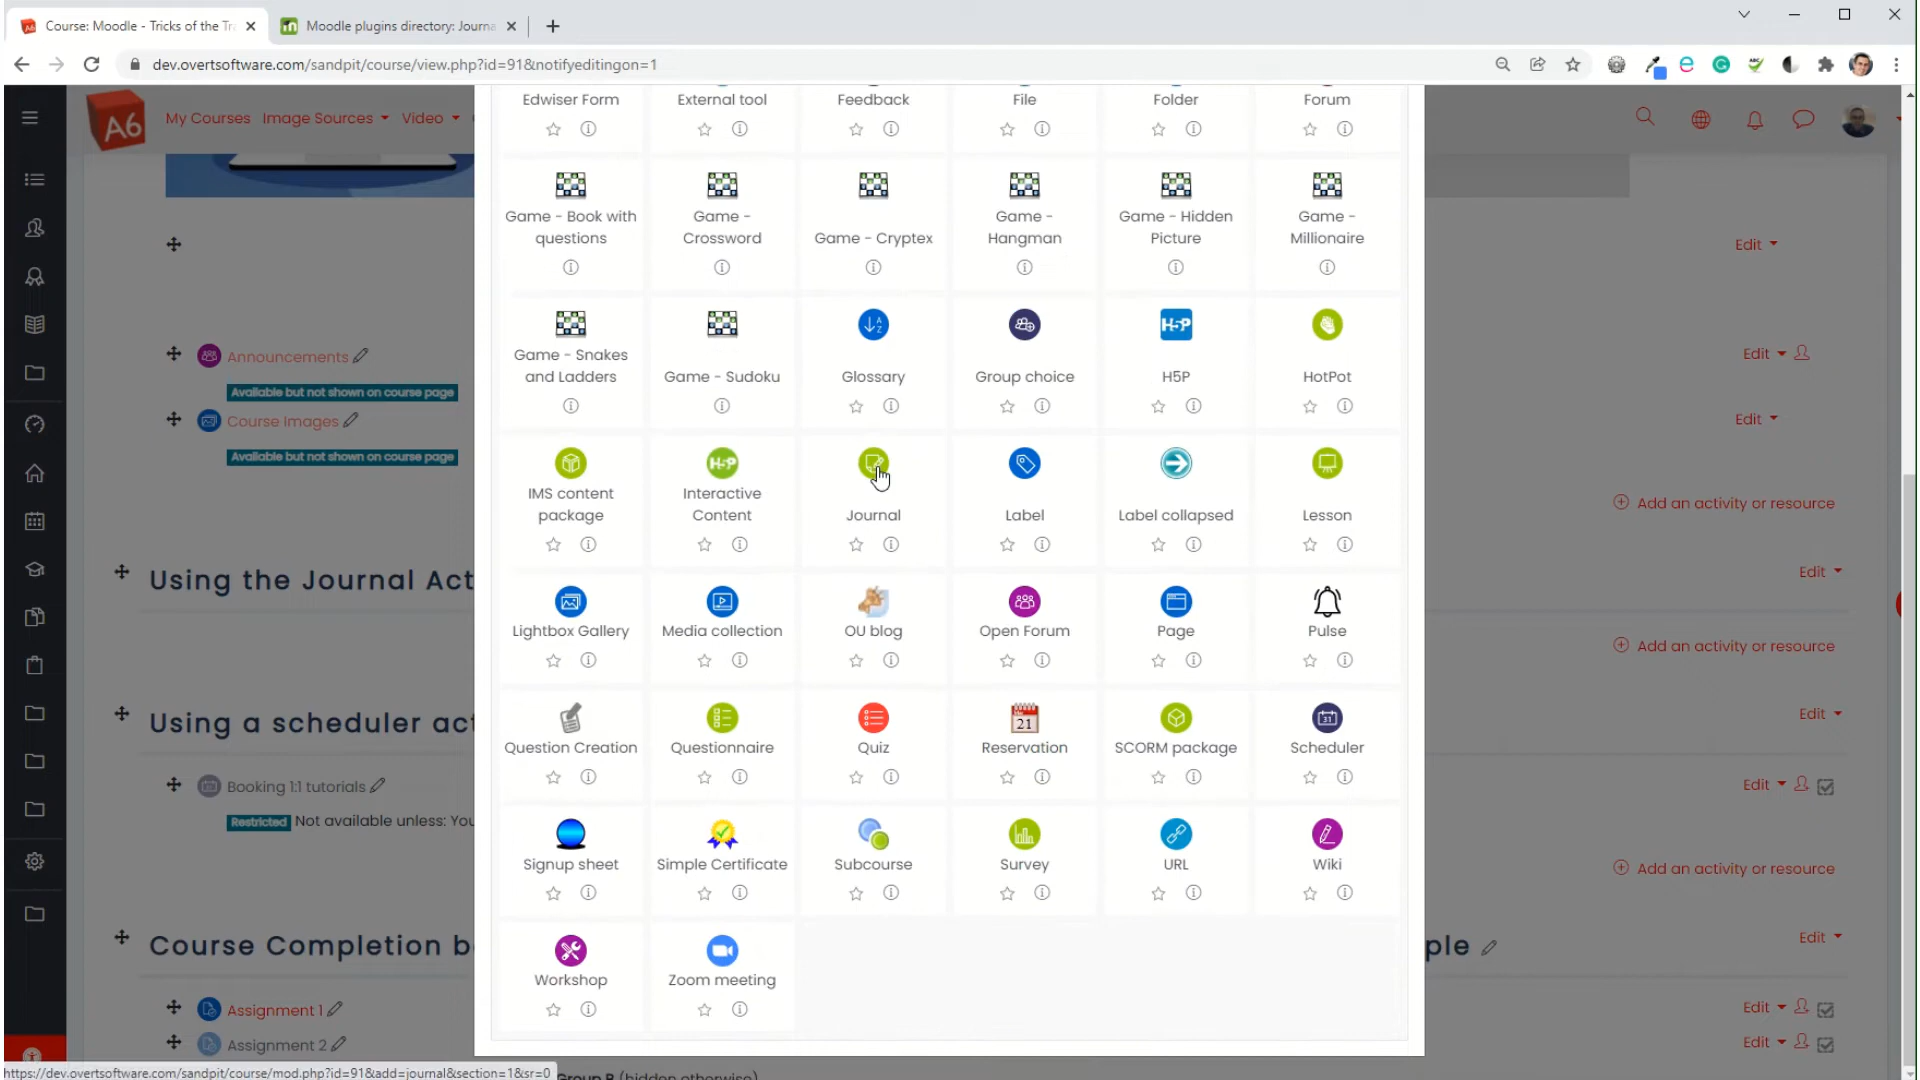 Course: Moodle - Tricks of the Tr
Moodle plugins directory: Journa
dev.overtsoftware.com/sandpit/course/view.php?id=91&notifyeditingon=1
A6
My Courses Image Sources Video
Edwiser Form External tool Feedback File Folder Forum
Game - Book with questions
Game - Crossword
Game - Cryptex
Game - Hangman
Game - Hidden Picture
Game - Millionaire
Edit
Game - Snakes and Ladders
Game - Sudoku
Glossary
Group choice
H5P
H5P
HotPot
Announcements
Available but not shown on course page
Edit
Course Images
Available but not shown on course page
Edit
IMS content package
H5P
Interactive Content
Journal
Label
Label collapsed
Lesson
Add an activity or resource
Using the Journal Act
Edit
Lightbox Gallery Media collection OU blog Open Forum Page Pulse
Add an activity or resource
Using a scheduler act
Edit
21
31
Question Creation Questionnaire Quiz Reservation SCORM package Scheduler
Booking 1:1 tutorials
Edit
Restricted Not available unless: You
Signup sheet Simple Certificate Subcourse Survey URL Wiki
Add an activity or resource
Course Completion b
ple
Edit
Workshop Zoom meeting
Assignment 1
Edit
Assignment 2
Edit
https://dev.overtsoftware.com/sandpit/course/mod.php?id=91&add=journal&section=1&sr=0
Group B (hidden otherwise)